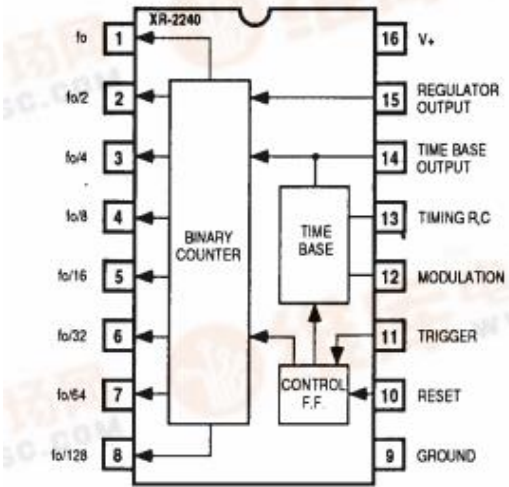 XR-2240
fo 1
16 V+
fo/2 2
15 REGULATOR
OUTPUT
fo/4 3
14 TIME BASE
OUTPUT
fo/8 4
13 TIMING R,C
BINARY
COUNTER
TIME
BASE
fo/16 5
12 MODULATION
fo/32 6
11 TRIGGER
fo/64 7
CONTROL
F.F.
10 RESET
fo/128 8
9 GROUND